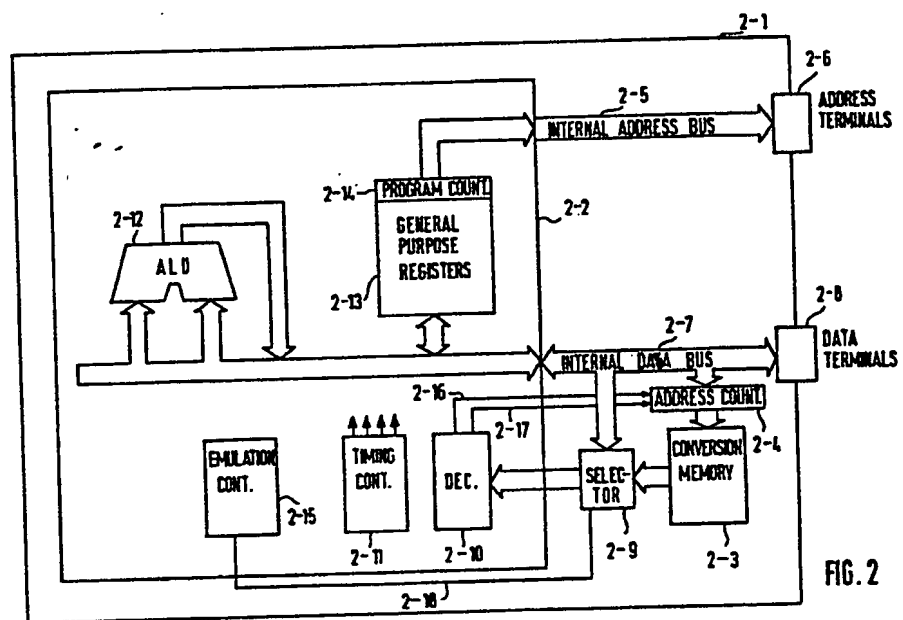 2-1
2-6
ADDRESS
TERMINALS
2-5
INTERNAL ADDRESS BUS
2-14
PROGRAM COUNT.
2-2
GENERAL
PURPOSE
REGISTERS
2-13
2-12
ALU
2-8
DATA
TERMINALS
2-7
INTERNAL DATA BUS
2-16
2-17
ADDRESS COUNT.
2-4
EMULATION
CONT.
2-15
TIMING
CONT.
2-11
DEC.
2-10
SELEC-
TOR
2-9
CONVERSION
MEMORY
2-3
2-18
FIG. 2